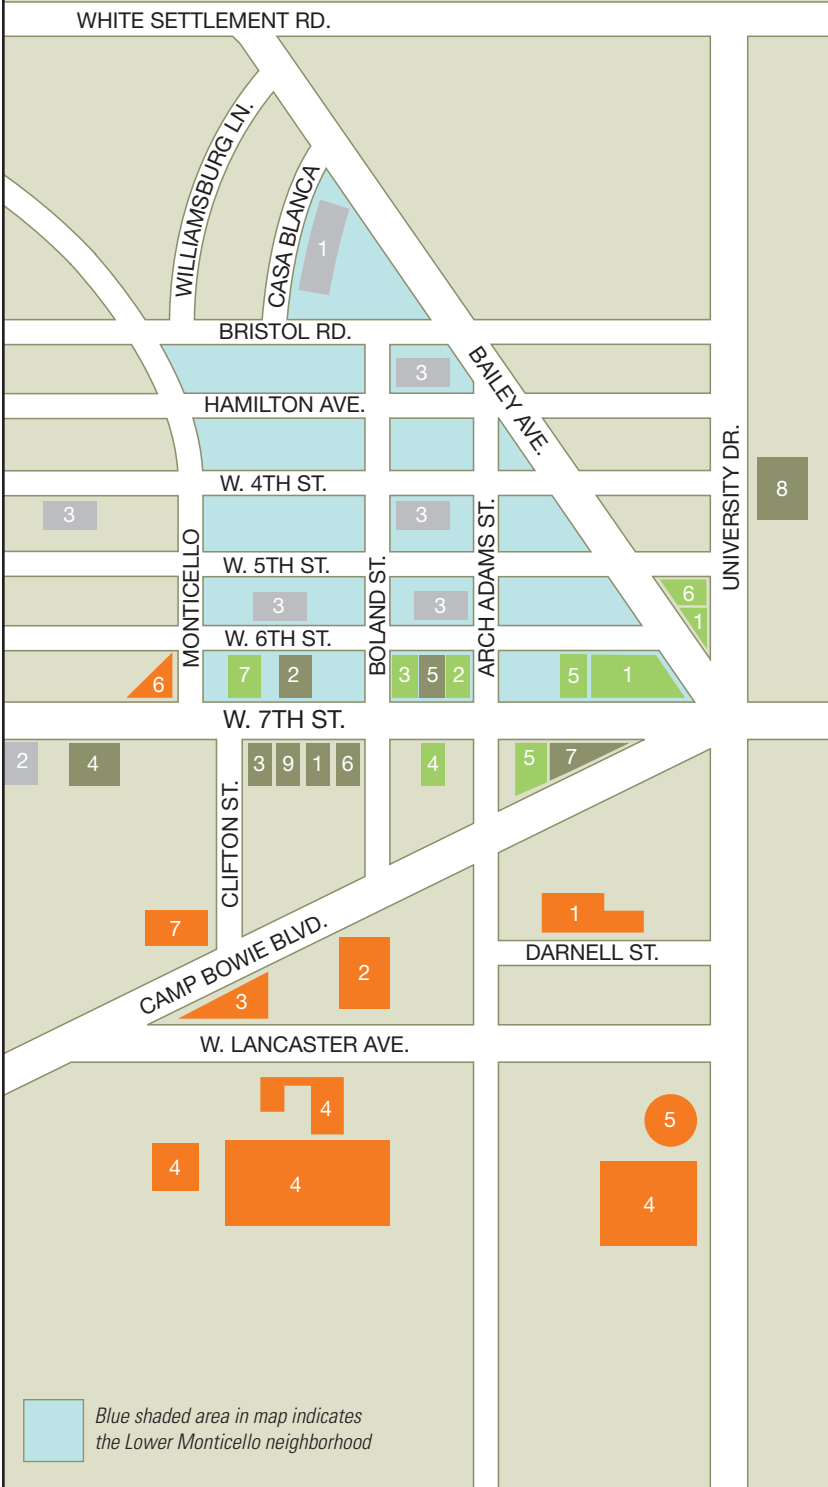 WHITE SETTLEMENT RD.
WILLIAMSBURG LN.
CASA BLANCA
1
BRISTOL RD.
3
BAILEY AVE.
HAMILTON AVE.
UNIVERSITY DR.
8
W. 4TH ST.
3
3
ARCH ADAMS ST.
MONTICELLO
BOLAND ST.
W. 5TH ST.
3
3
6
1
W. 6TH ST.
6
7
2
3
5
2
5
1
W. 7TH ST.
2
4
CLIFTON ST.
3
9
1
6
4
5
7
7
1
CAMP BOWIE BLVD.
2
3
DARNELL ST.
W. LANCASTER AVE.
4
5
4
4
4
Blue shaded area in map indicates
the Lower Monticello neighborhood